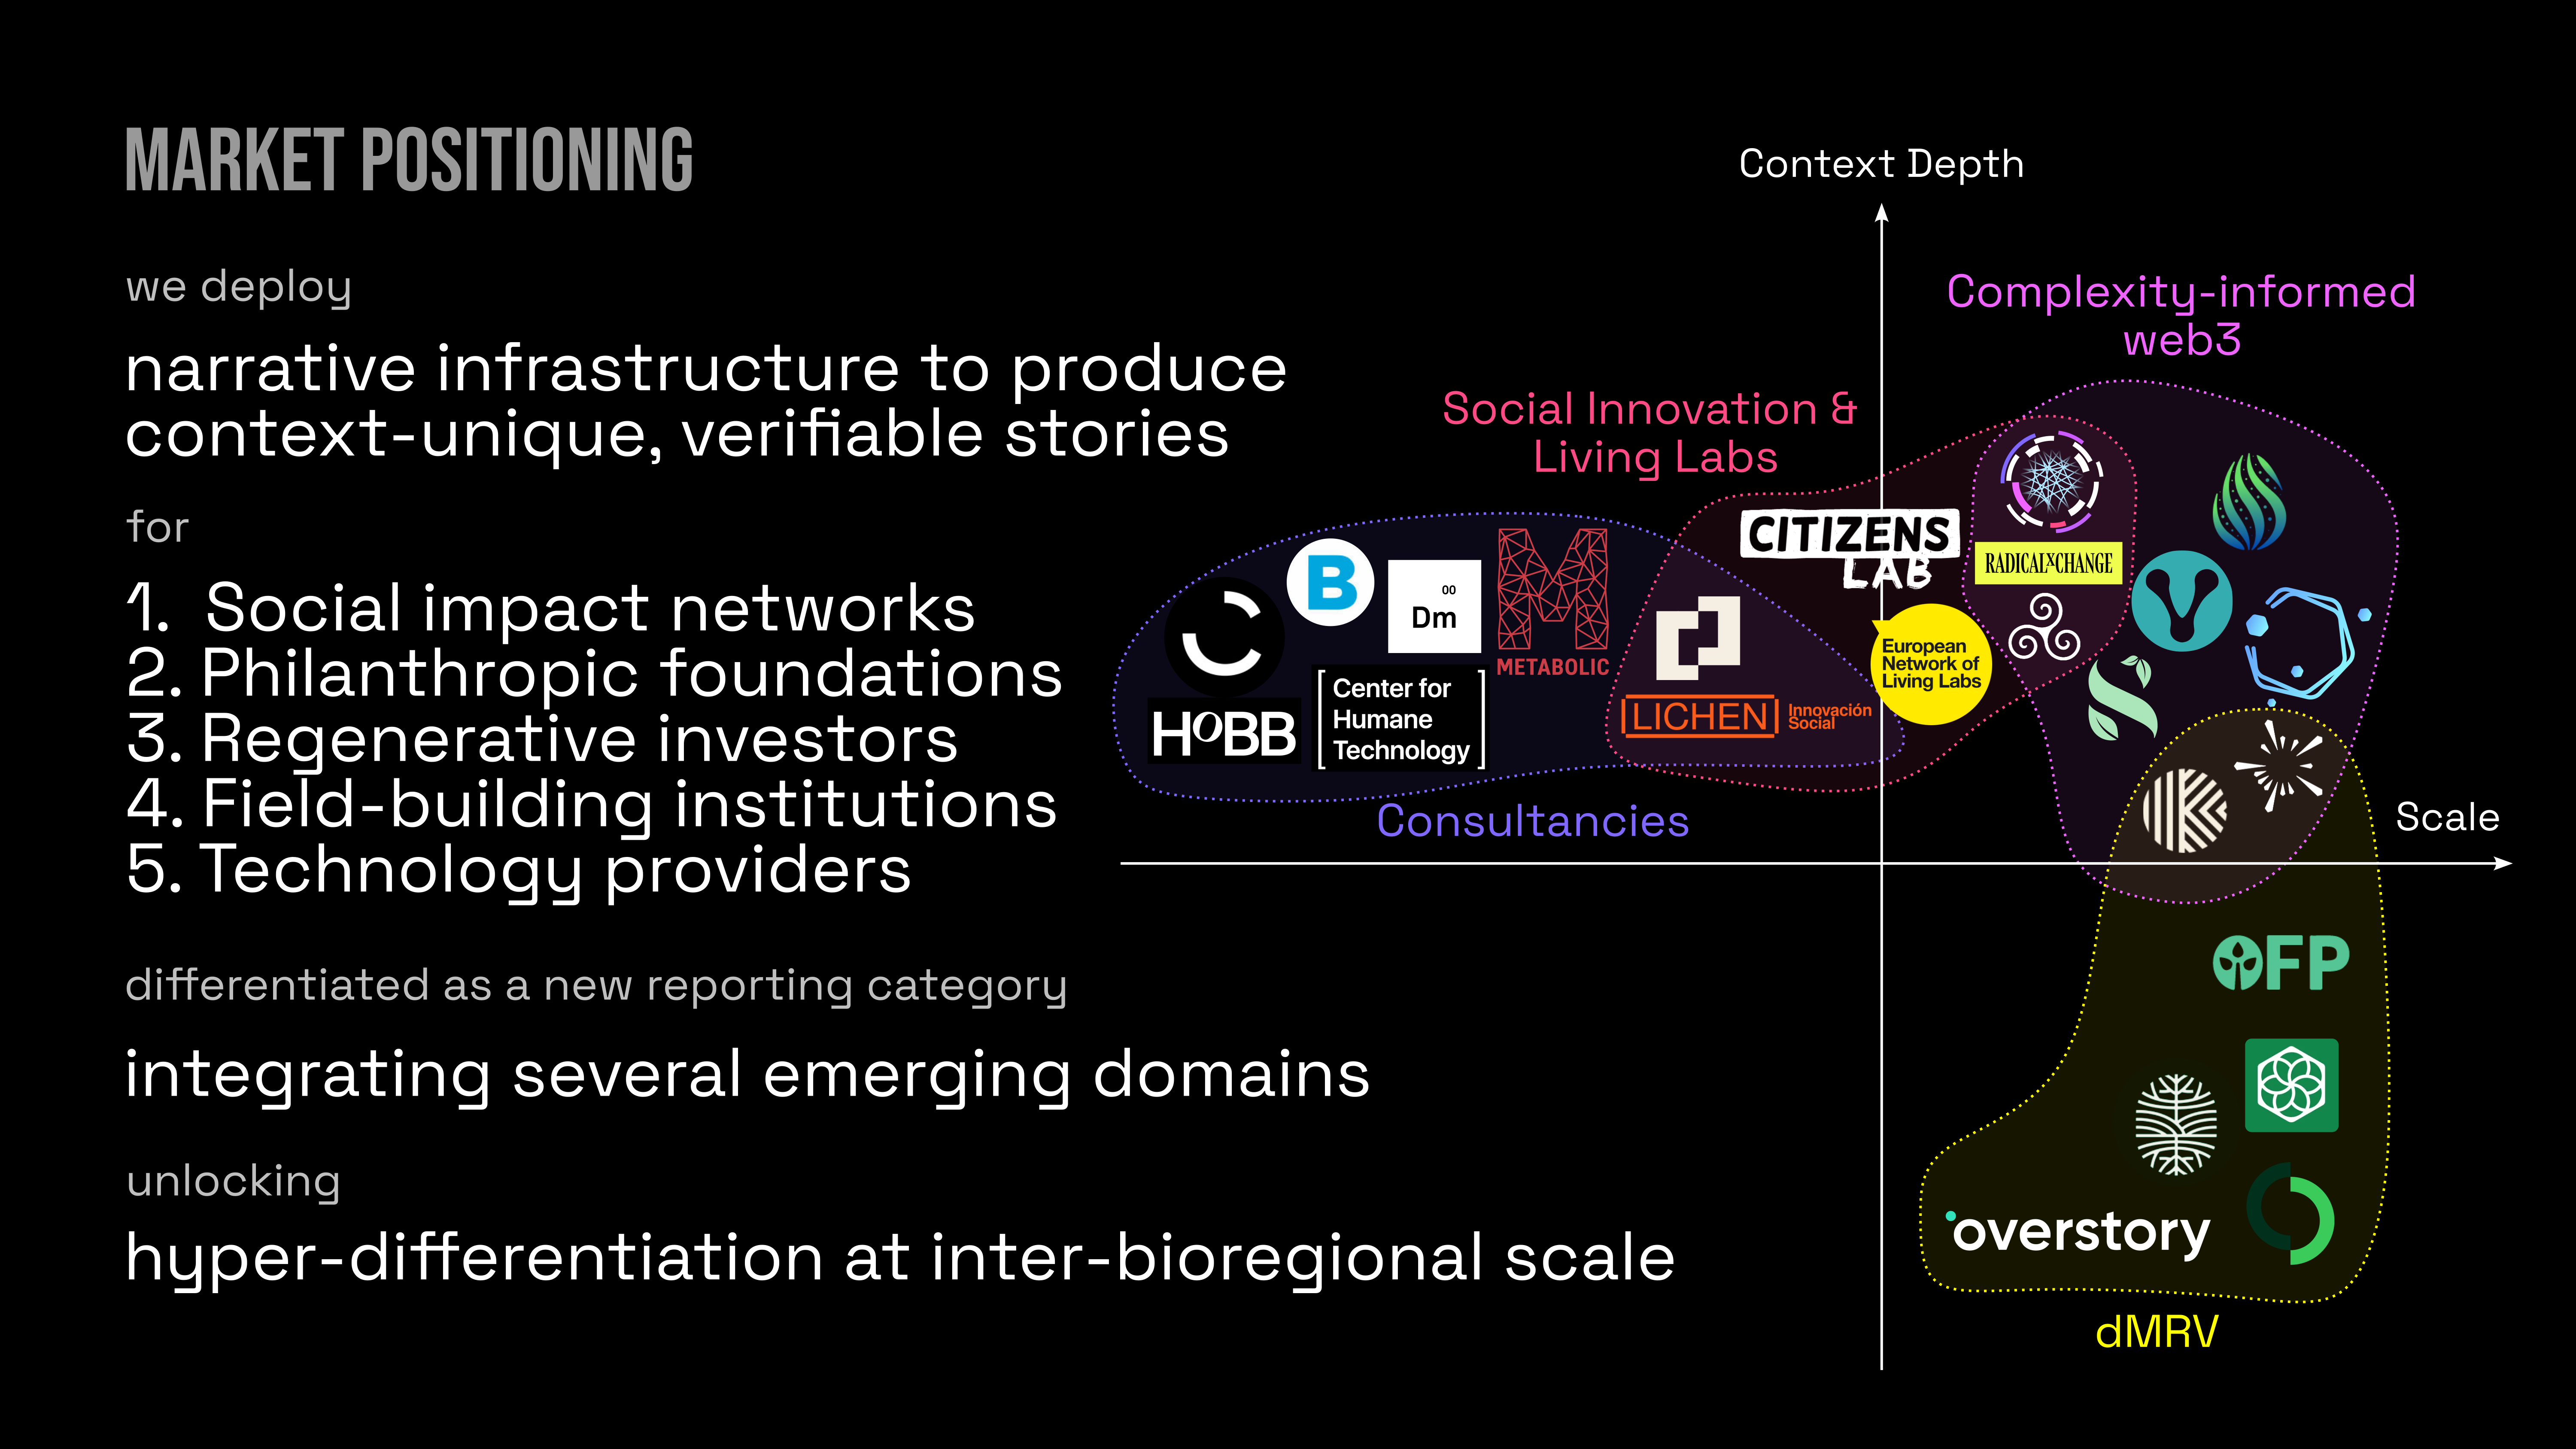 MARKET POSITIONING
we deploy
narrative infrastructure to produce
context-unique, verifiable stories
for
1. Social impact networks
2. Philanthropic foundations
3. Regenerative investors
4. Field-building institutions
5. Technology providers
differentiated as a new reporting category
integrating several emerging domains
unlocking
hyper-differentiation at inter-bioregional scale
Context Depth
Complexity-informed
web3
Social Innovation &
Living Labs
CITIZENS
LAB
RADICALXCHANGE
B
00
Dm
METABOLIC
European
Network of
Living Labs
Center for
Humane
Technology
HOBB
LICHEN
Innovación
Social
Consultancies
Scale
K
FP
overstory
dMRV